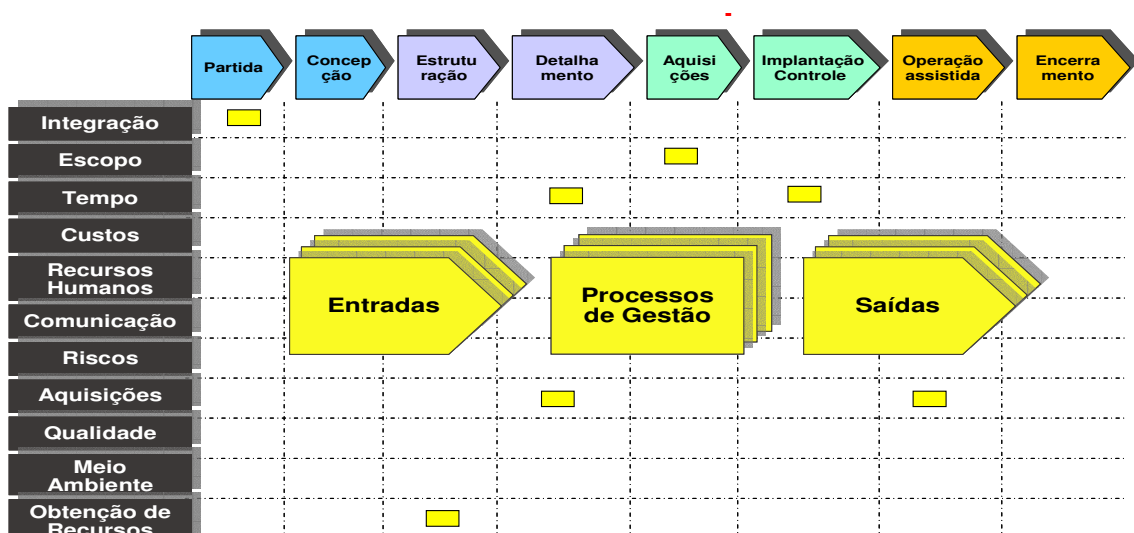 Partida
Concep
ção
Estrutu
ração
Detalha
mento
Aquisi
ções
Implantação
Controle
Operação
assistida
Encerra
mento
Integração
Escopo
Tempo
Custos
Recursos
Humanos
Comunicação
Riscos
Aquisições
Qualidade
Meio
Ambiente
Obtenção de
Recursos
Entradas
Processos
de Gestão
Saídas